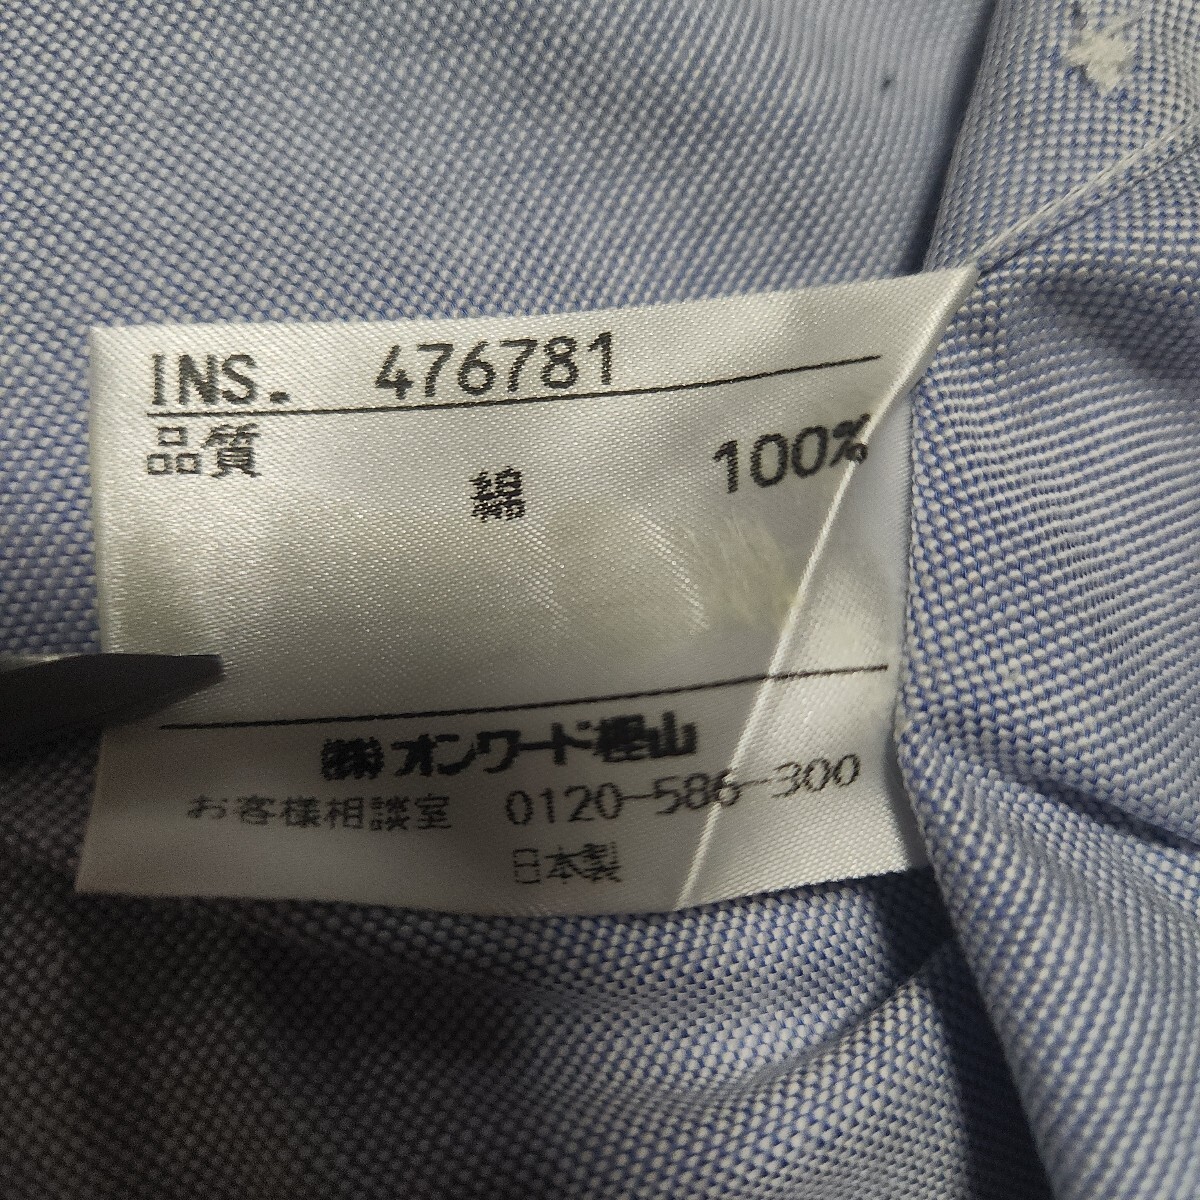 INS. 476781
品質
綿 100%
㈱オンワード樫山
お客様相談室 0120-586-300
日本製